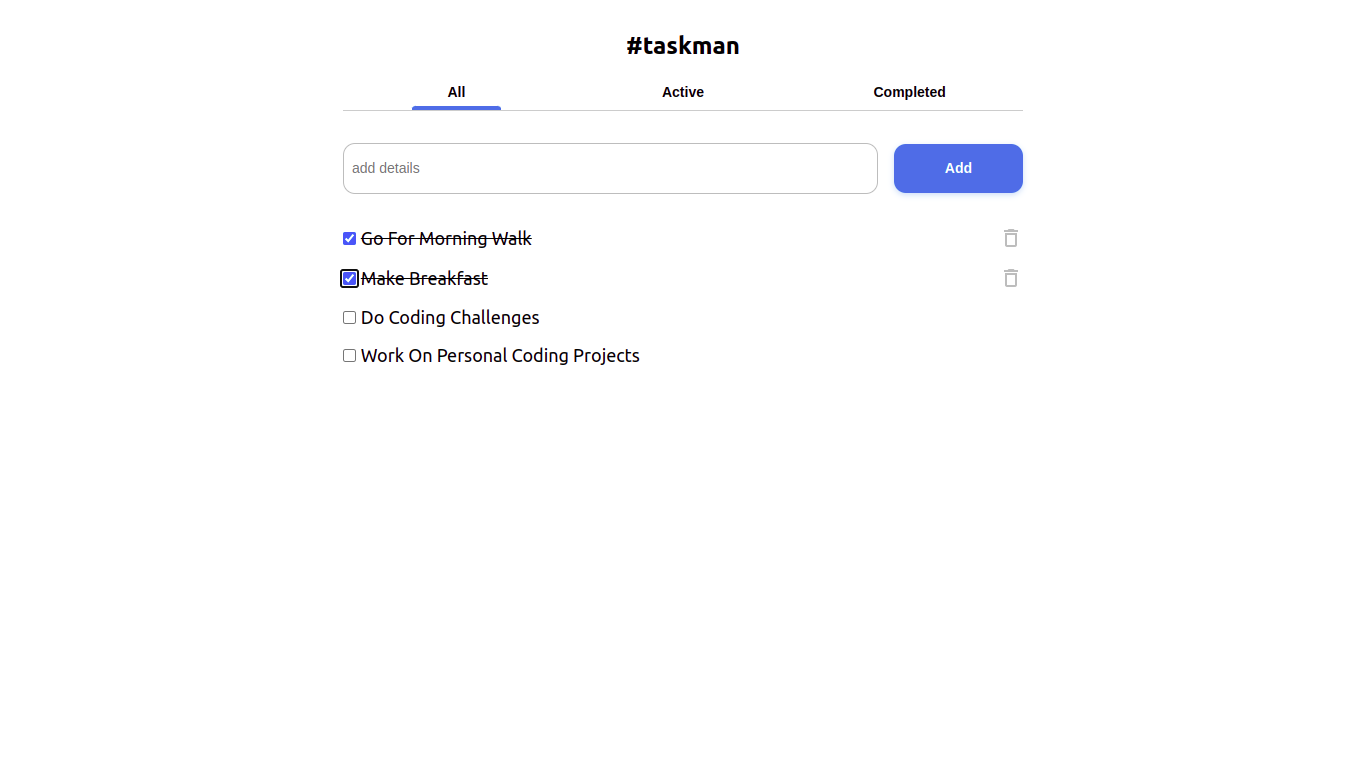 #taskman
All Active Completed
add details Add
Go For Morning Walk
Make Breakfast
Do Coding Challenges
Work On Personal Coding Projects